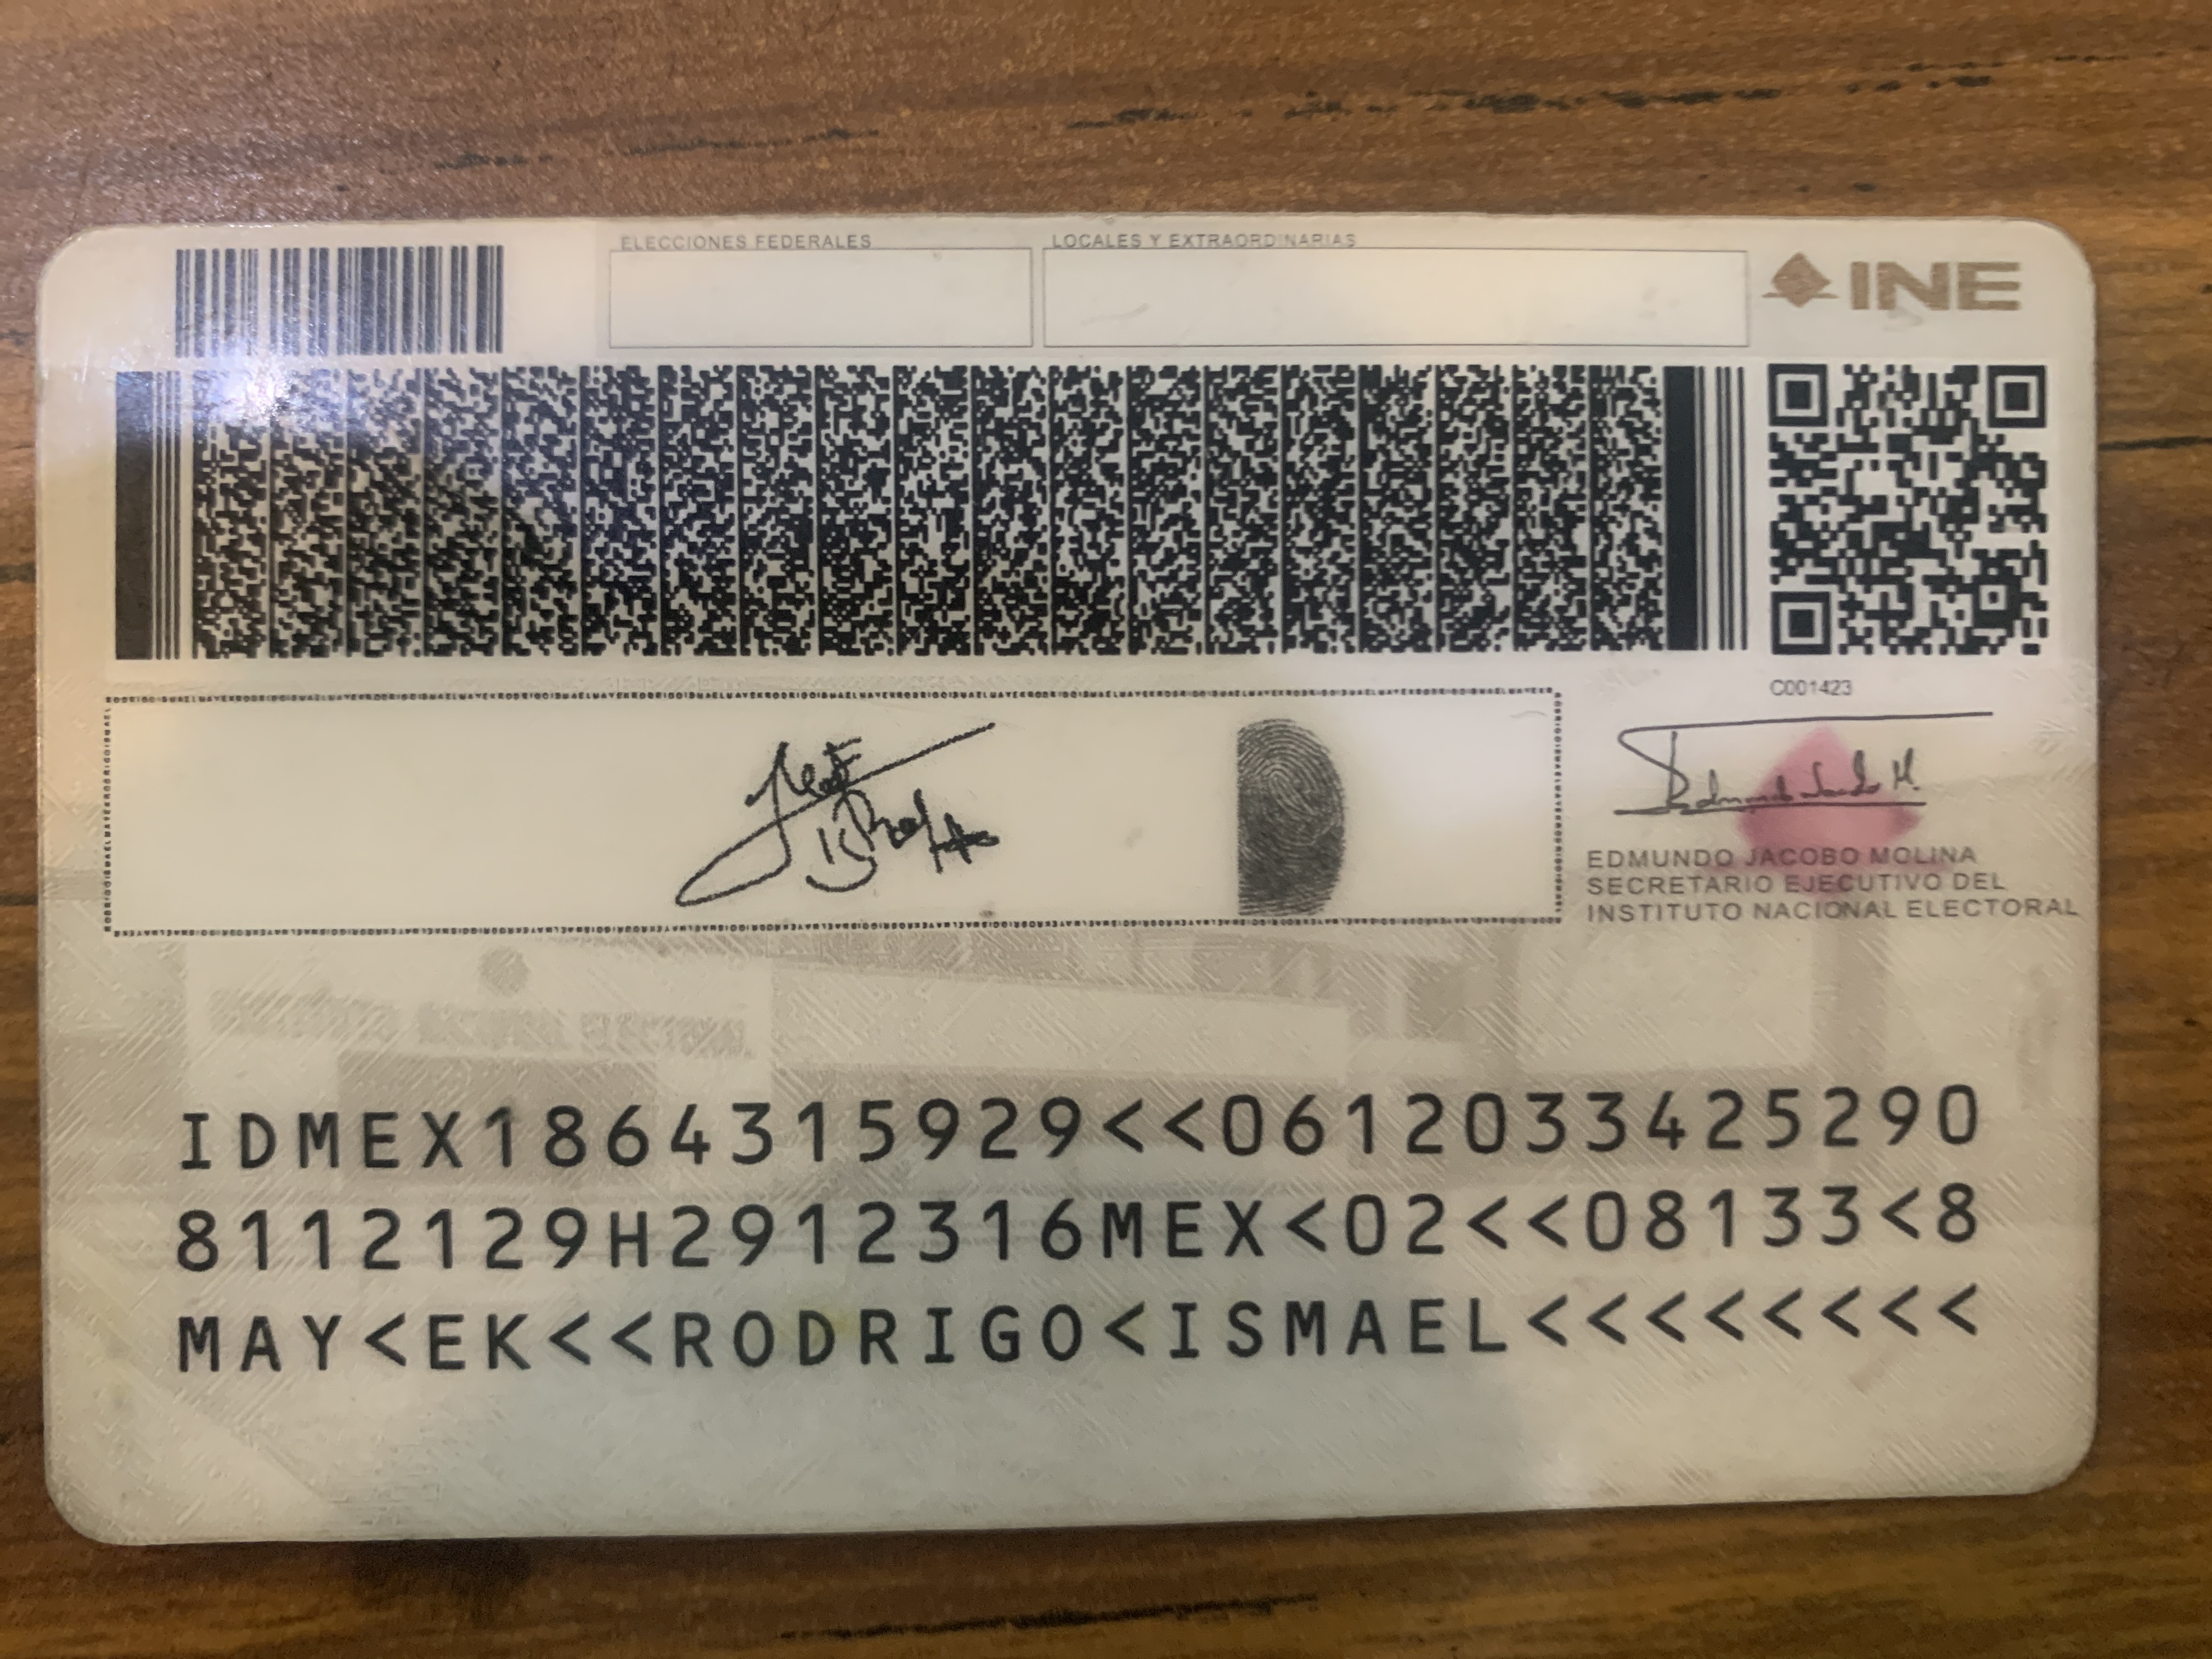 ELECCIONES FEDERALES
LOCALES Y EXTRAORDINARIAS
INE
C001423
EDMUNDO JACOBO MOLINA
SECRETARIO EJECUTIVO DEL
INSTITUTO NACIONAL ELECTORAL
IDMEX1864315929<<0612033425290
8112129H2912316MEX<02<<08133<8
MAY<EK<<RODRIGO<ISMAEL<<<<<<<<